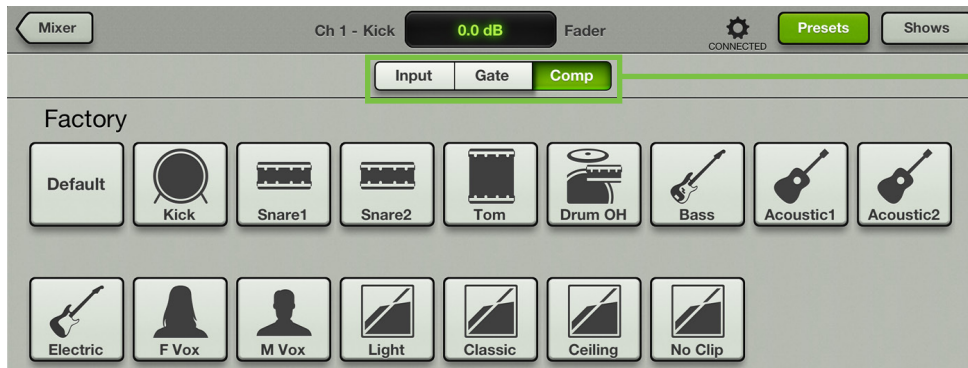 Mixer Ch 1 - Kick 0.0 dB Fader CONNECTED Presets Shows
Input Gate Comp
Factory
Default Kick Snare1 Snare2 Tom Drum OH Bass Acoustic1 Acoustic2
Electric F Vox M Vox Light Classic Ceiling No Clip